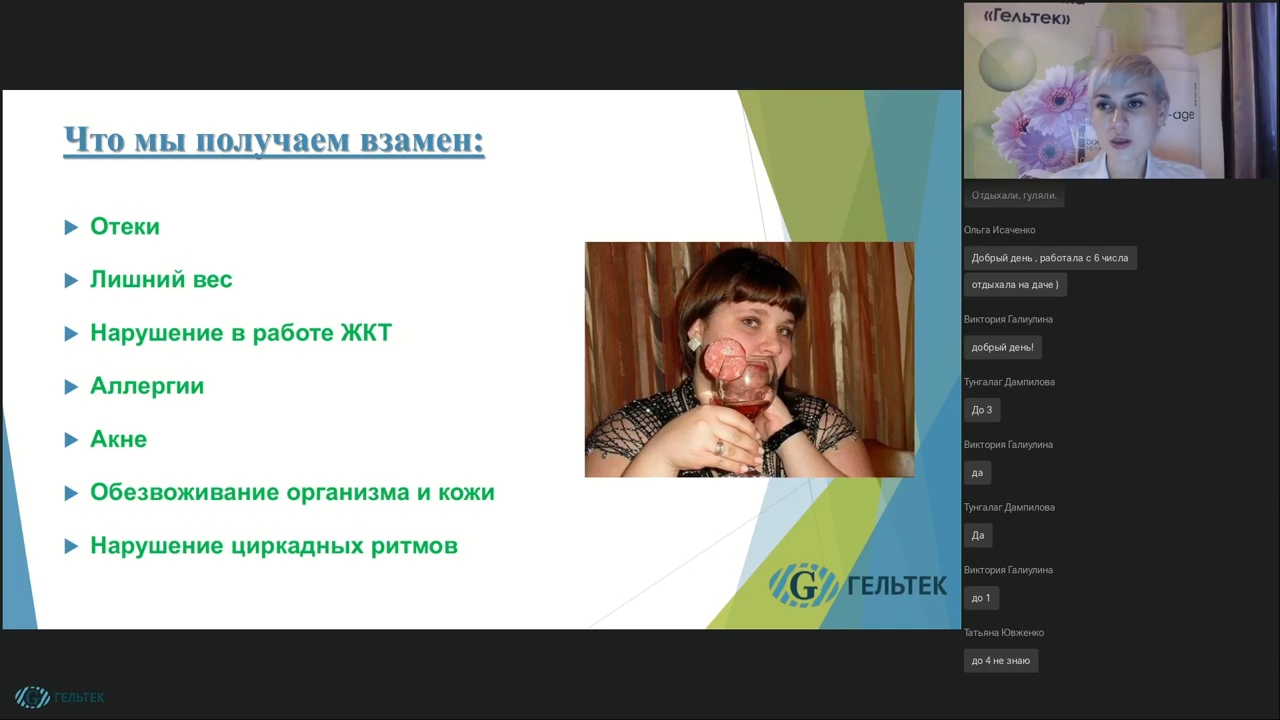 Что мы получаем взамен:
Отеки
Лишний вес
Нарушение в работе ЖКТ
Аллергии
Акне
Обезвоживание организма и кожи
Нарушение циркадных ритмов
G ГЕЛЬТЕК
G ГЕЛЬТЕК
«Гельтек»
-age
Отдыхали, гуляли.
Ольга Исаченко
Добрый день , работала с 6 числа
отдыхала на даче )
Виктория Галиулина
добрый день!
Тунгалаг Дампилова
До 3
Виктория Галиулина
да
Тунгалаг Дампилова
Да
Виктория Галиулина
до 1
Татьяна Ювженко
до 4 не знаю